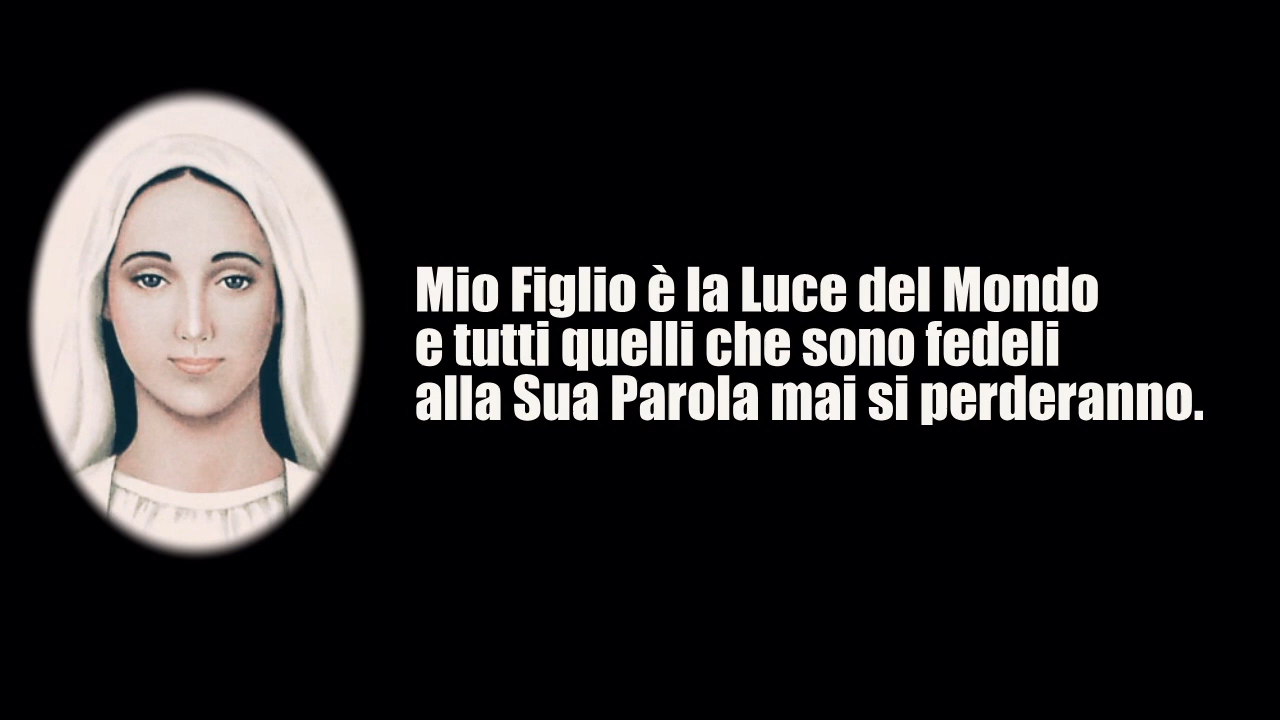 Mio Figlio è la Luce del Mondo
e tutti quelli che sono fedeli
alla Sua Parola mai si perderanno.